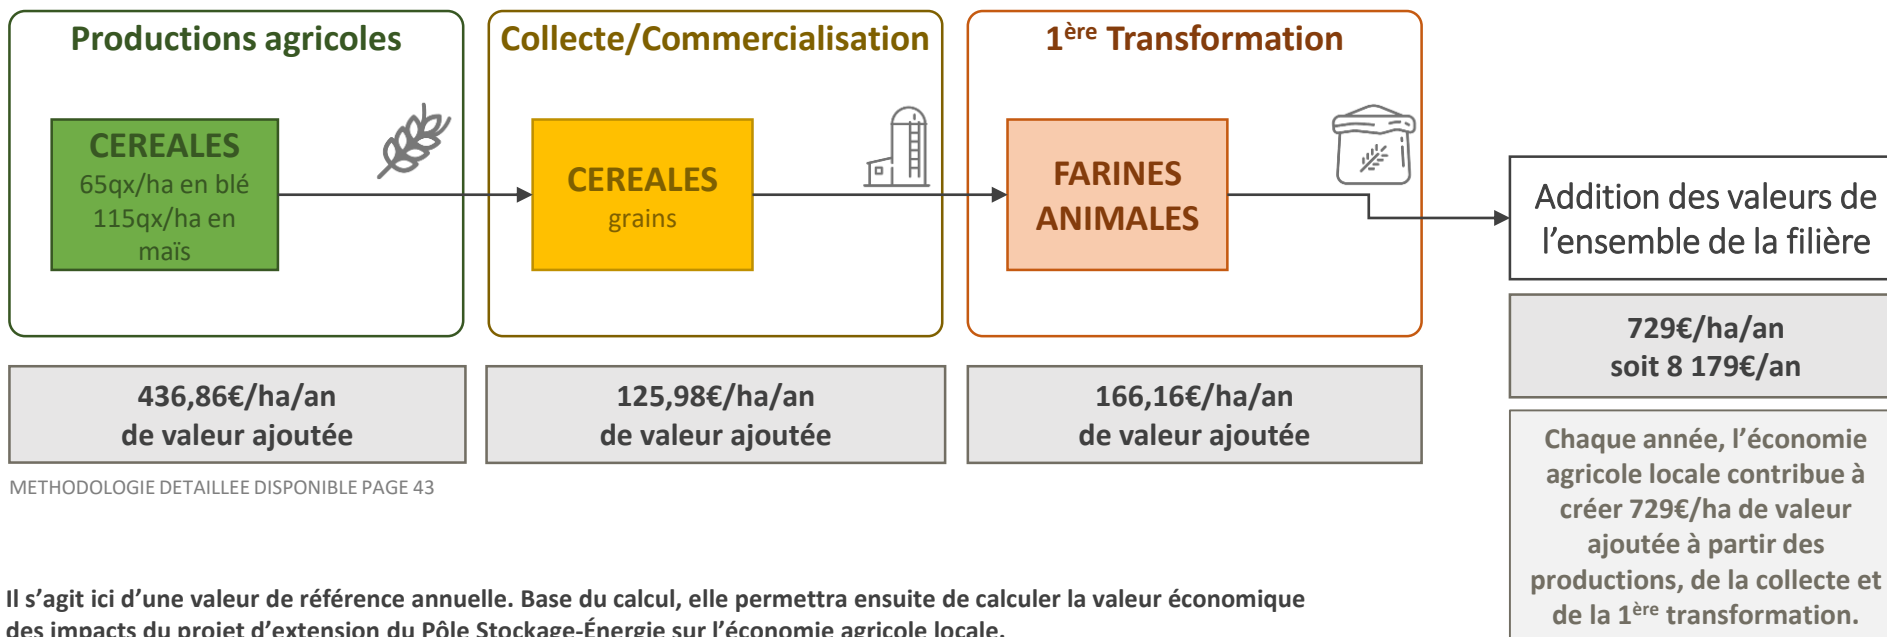 Productions agricoles
CEREALES
65qx/ha en blé
115qx/ha en
maïs
436,86€/ha/an
de valeur ajoutée
Collecte/Commercialisation
CEREALES
grains
125,98€/ha/an
de valeur ajoutée
1ère Transformation
FARINES
ANIMALES
166,16€/ha/an
de valeur ajoutée
Addition des valeurs de
l’ensemble de la filière
729€/ha/an
soit 8 179€/an
Chaque année, l’économie
agricole locale contribue à
créer 729€/ha de valeur
ajoutée à partir des
productions, de la collecte et
de la 1ère transformation.
METHODOLOGIE DETAILLEE DISPONIBLE PAGE 43
Il s’agit ici d’une valeur de référence annuelle. Base du calcul, elle permettra ensuite de calculer la valeur économique
des impacts du projet d’extension du Pôle Stockage-Énergie sur l’économie agricole locale.